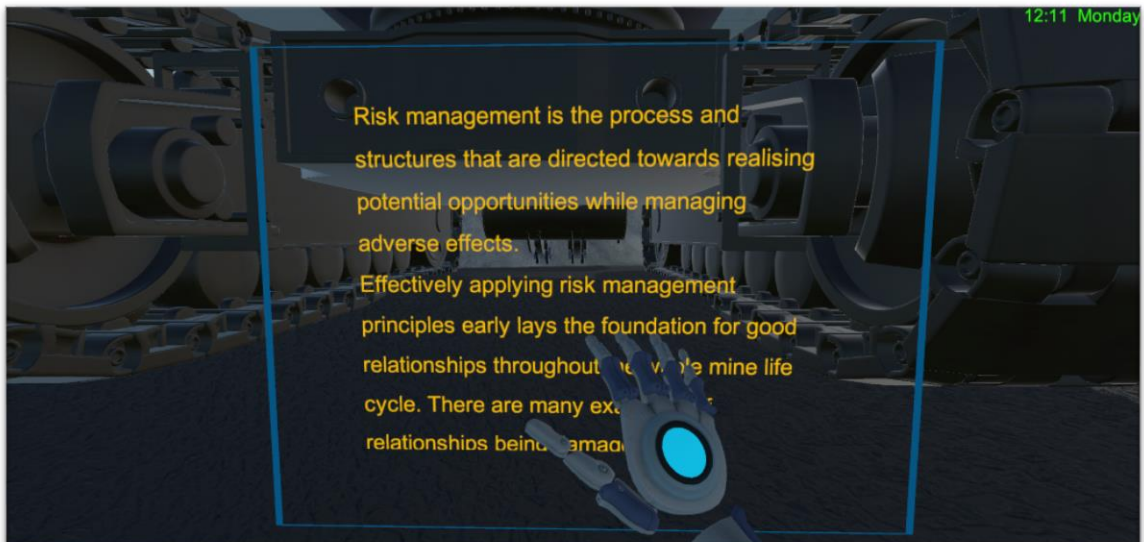 12:11 Monday
Risk management is the process and
structures that are directed towards realising
potential opportunities while managing
adverse effects.
Effectively applying risk management
principles early lays the foundation for good
relationships throughout mine life
cycle. There are many
relationships being